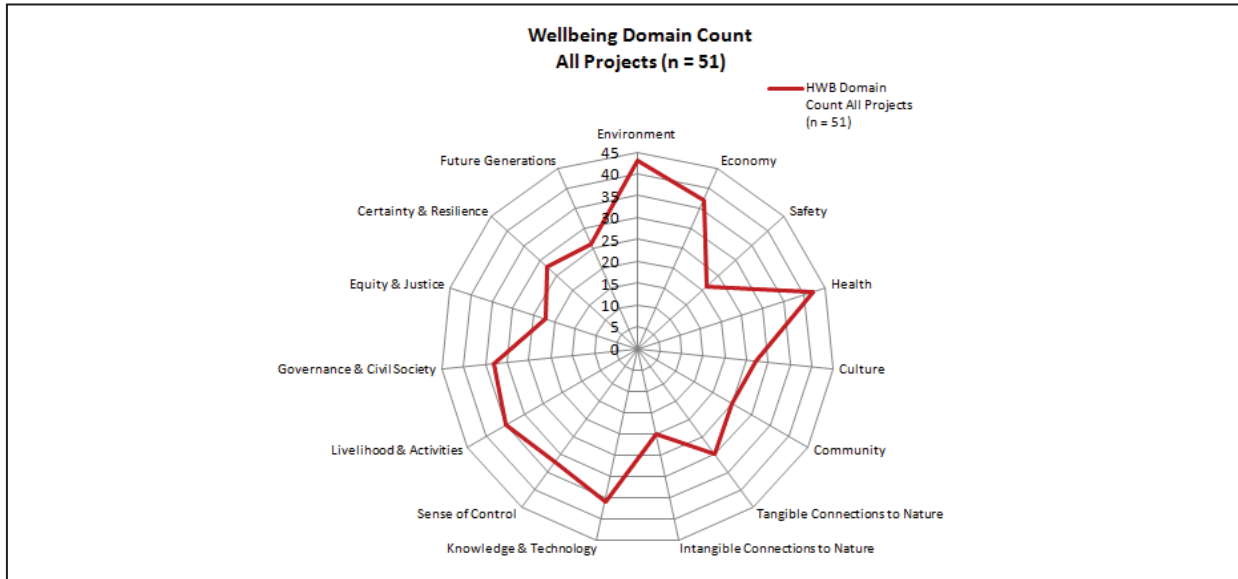 Wellbeing Domain Count
All Projects (n = 51)
HWB Domain
Count All Projects
(n = 51)
Environment
Economy
Safety
Health
Culture
Community
Tangible Connections to Nature
Intangible Connections to Nature
Knowledge & Technology
Sense of Control
Livelihood & Activities
Governance & Civil Society
Equity & Justice
Certainty & Resilience
Future Generations
45
40
35
30
25
20
15
10
5
0